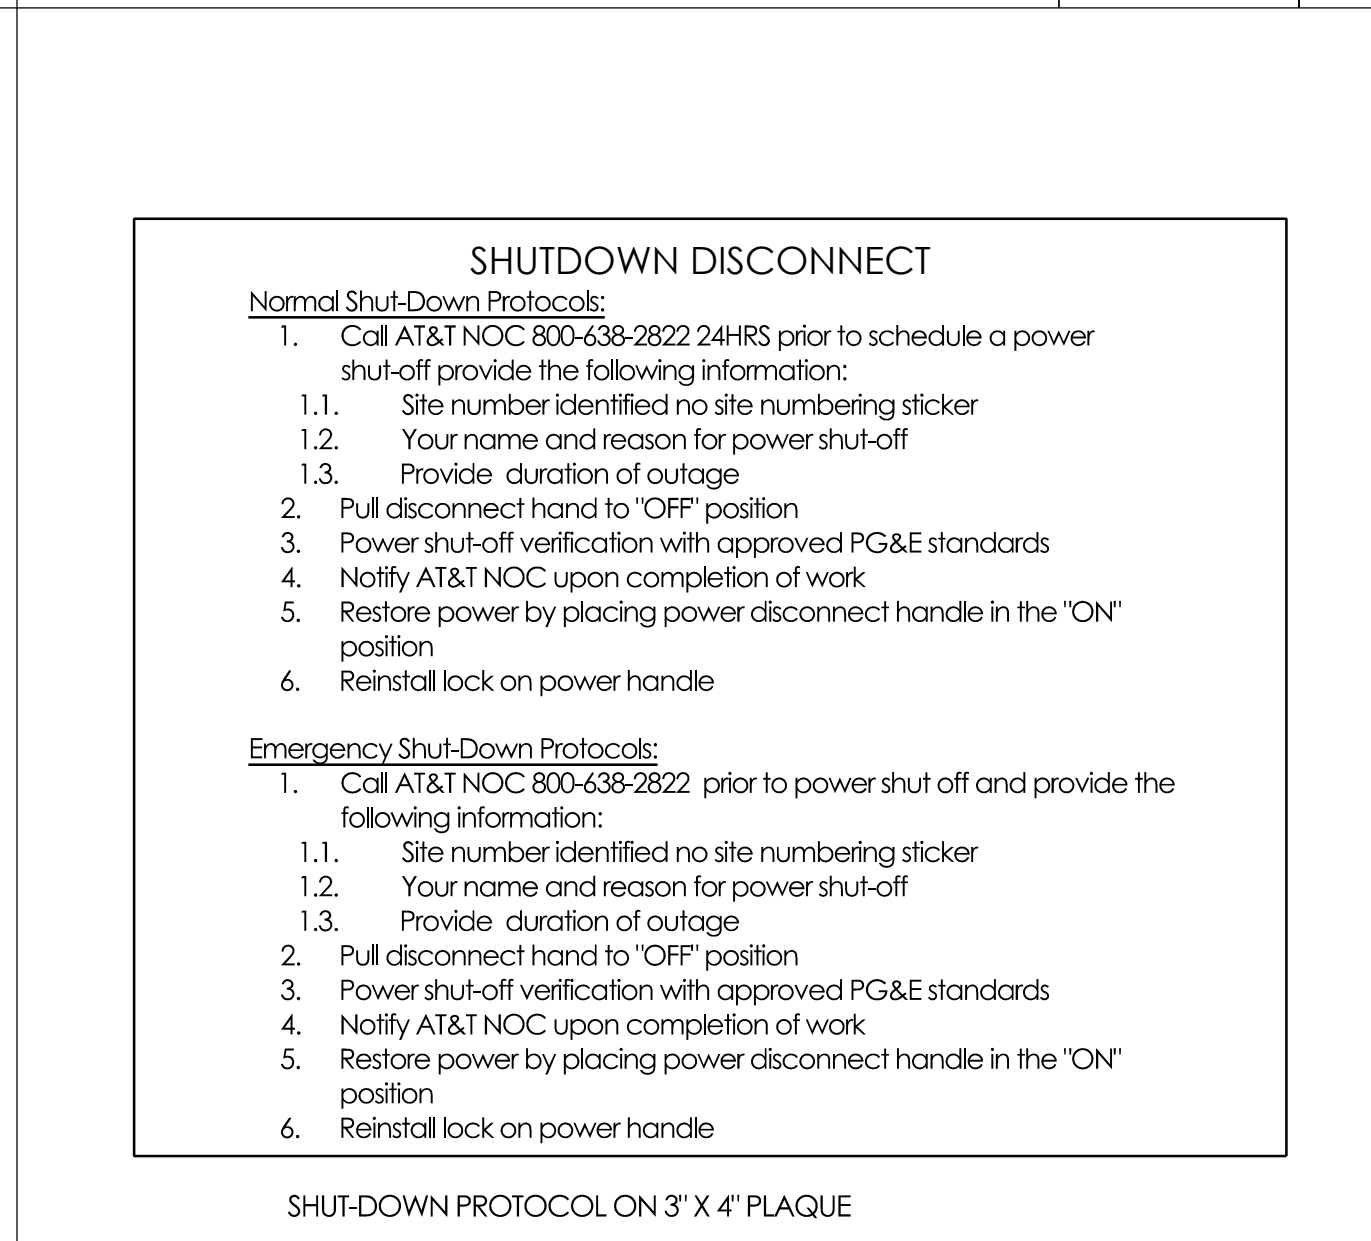 SHUTDOWN DISCONNECT
Normal Shut-Down Protocols:
1. Call AT&T NOC 800-638-2822 24HRS prior to schedule a power
shut-off provide the following information:
1.1. Site number identified no site numbering sticker
1.2. Your name and reason for power shut-off
1.3. Provide duration of outage
2. Pull disconnect hand to "OFF" position
3. Power shut-off verification with approved PG&E standards
4. Notify AT&T NOC upon completion of work
5. Restore power by placing power disconnect handle in the "ON"
position
6. Reinstall lock on power handle
Emergency Shut-Down Protocols:
1. Call AT&T NOC 800-638-2822 prior to power shut off and provide the
following information:
1.1. Site number identified no site numbering sticker
1.2. Your name and reason for power shut-off
1.3. Provide duration of outage
2. Pull disconnect hand to "OFF" position
3. Power shut-off verification with approved PG&E standards
4. Notify AT&T NOC upon completion of work
5. Restore power by placing power disconnect handle in the "ON"
position
6. Reinstall lock on power handle
SHUT-DOWN PROTOCOL ON 3" X 4" PLAQUE